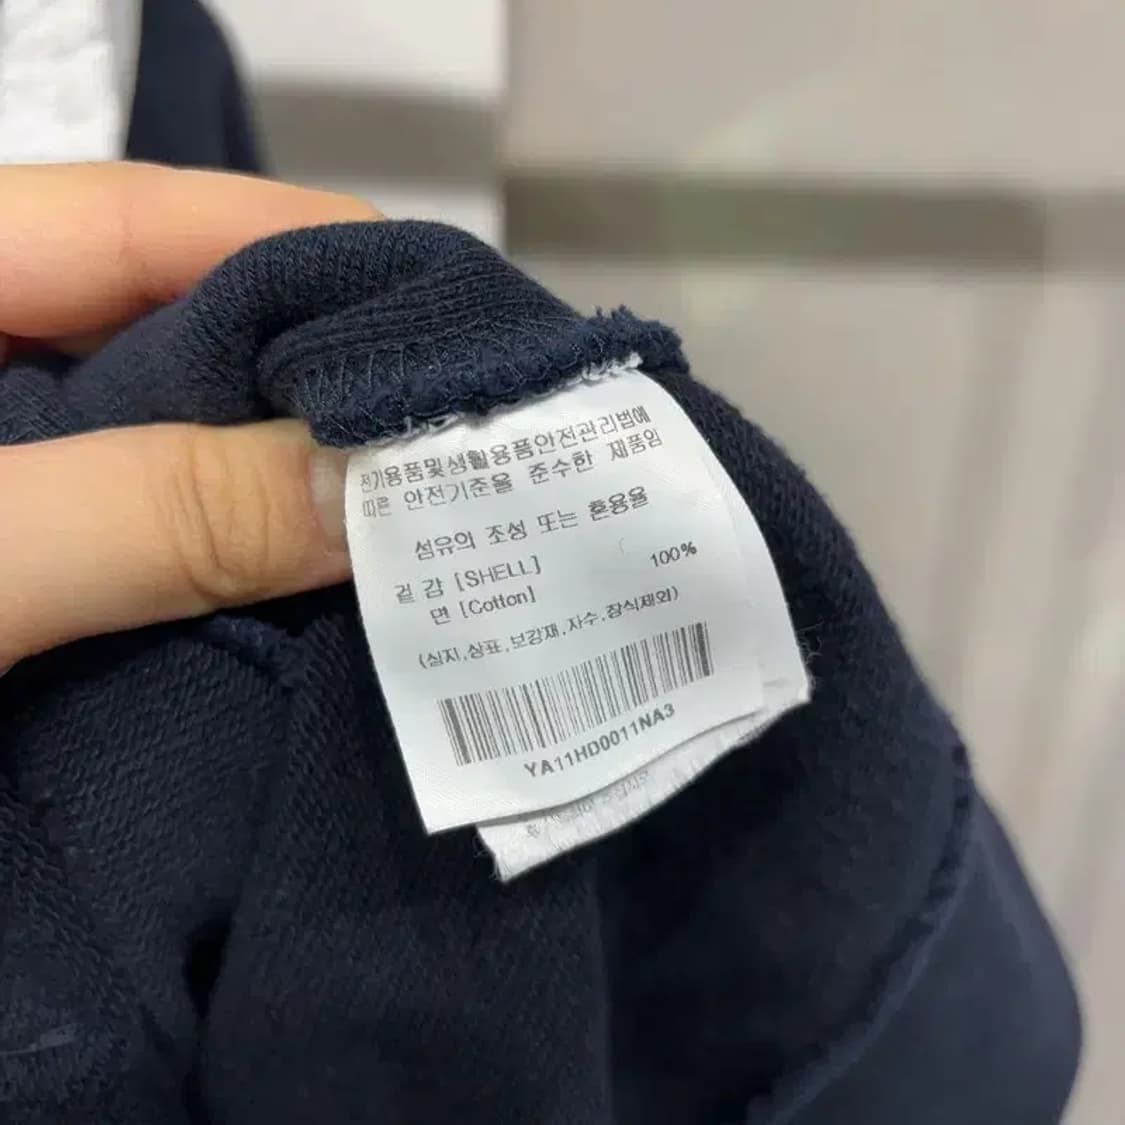 전기용품및생활용품안전관리법에
따른 안전기준을 준수한 제품임
섬유의 조성 또는 혼용율
겉 감 [SHELL]
면 [Cotton] 100%
(심지,상표,보강재,자수,장식제외)
YA11HD0011NA3